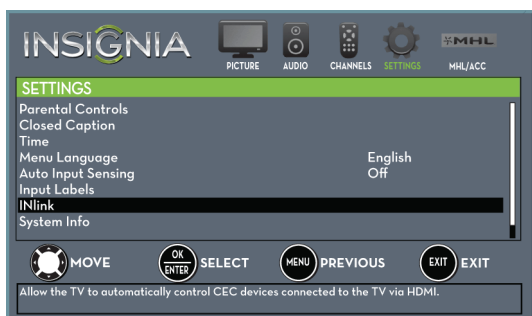 INSIGNIA
PICTURE AUDIO CHANNELS SETTINGS MHL MHL/ACC
SETTINGS
Parental Controls
Closed Caption
Time
Menu Language English
Auto Input Sensing Off
Input Labels
INlink
System Info
MOVE OK ENTER SELECT MENU PREVIOUS EXIT EXIT
Allow the TV to automatically control CEC devices connected to the TV via HDMI.